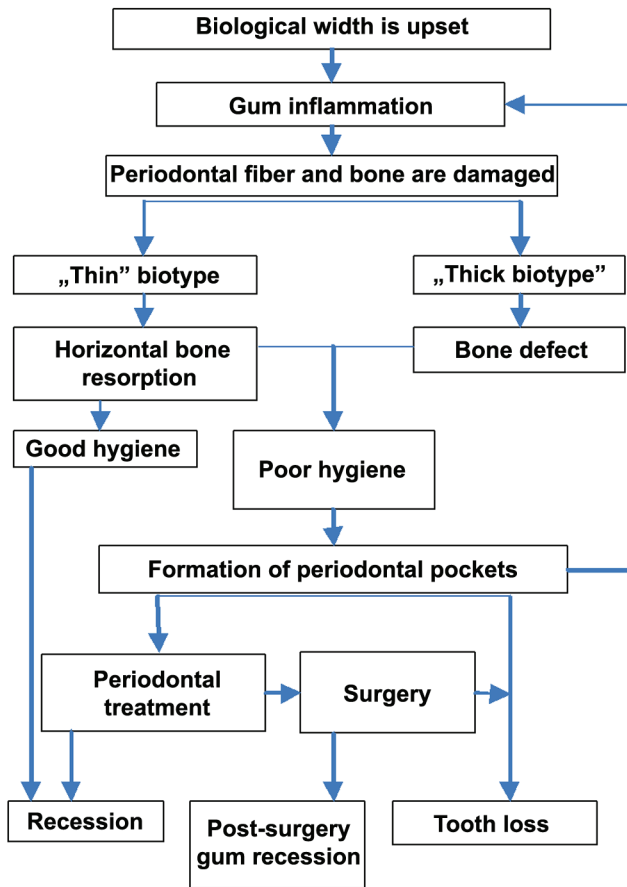 Biological width is upset
Gum inflammation
Periodontal fiber and bone are damaged
„Thin” biotype
„Thick biotype”
Horizontal bone
resorption
Bone defect
Good hygiene
Poor hygiene
Formation of periodontal pockets
Periodontal
treatment
Surgery
Recession
Post-surgery
gum recession
Tooth loss